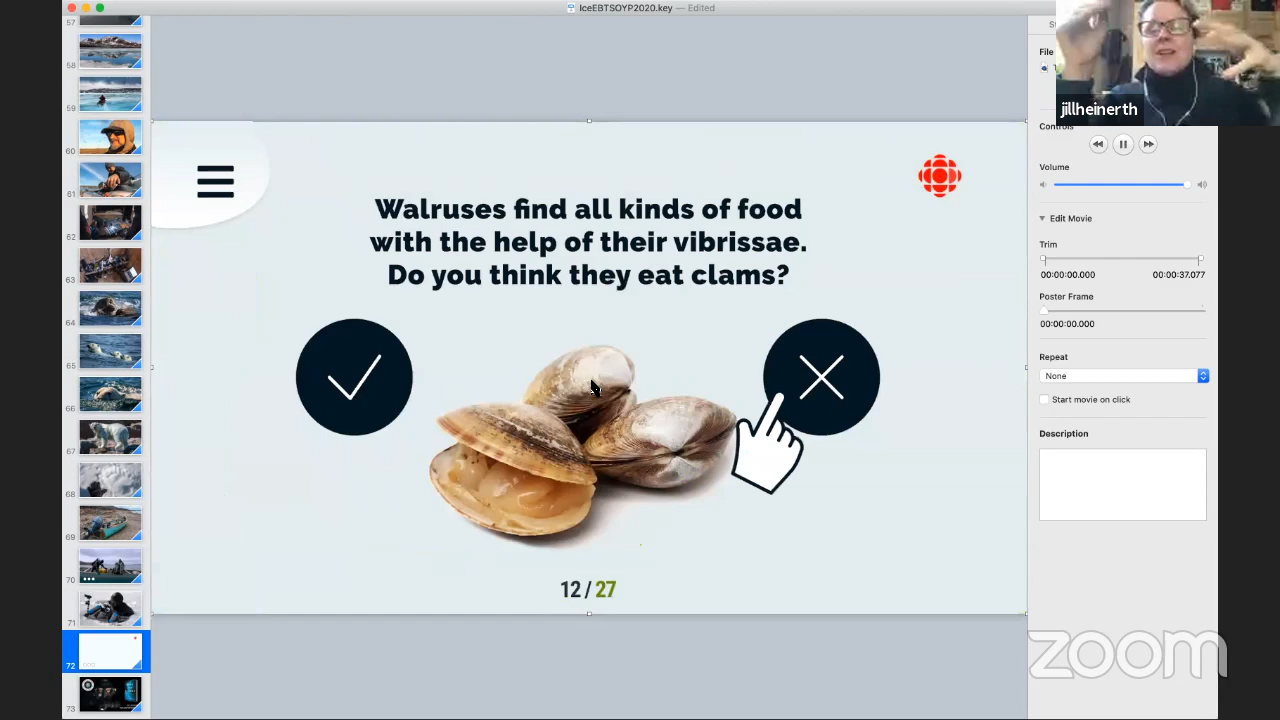 IceEBTSOYP2020.key — Edited
57
58
59
60
61
62
63
64
65
66
67
68
69
70
71
72
73
Walruses find all kinds of food
with the help of their vibrissae.
Do you think they eat clams?
12 / 27
File
jillheinerth
Controls
Volume
Edit Movie
Trim
00:00:00.000
00:00:37.077
Poster Frame
00:00:00.000
Repeat
None
Start movie on click
Description
zoom